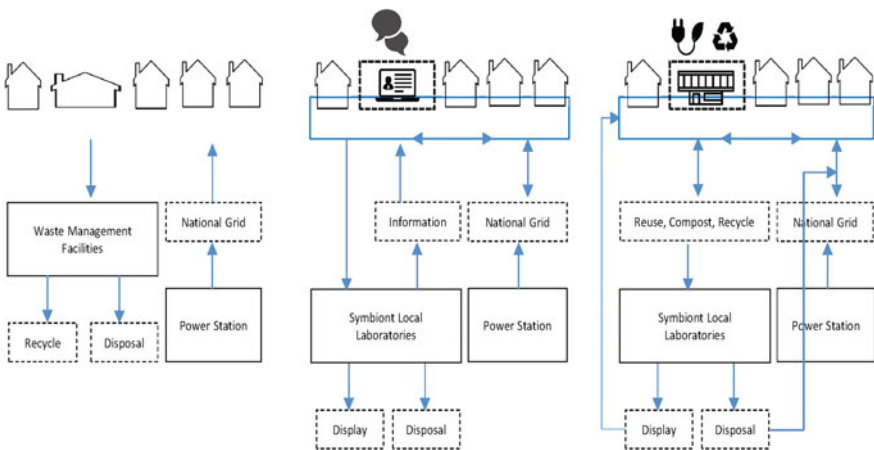 Waste Management
Facilities
National Grid
Recycle
Disposal
Power Station
Information
National Grid
Symbiont Local
Laboratories
Power Station
Display
Disposal
Reuse, Compost, Recycle
National Grid
Symbiont Local
Laboratories
Power Station
Display
Disposal